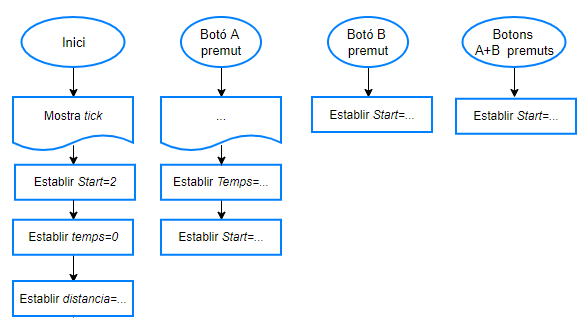 Inici
Mostra tick
Establir Start=2
Establir temps=0
Establir distancia=...
Botó A
premut
...
Establir Temps=...
Establir Start=...
Botó B
premut
Establir Start=...
Botons
A+B premuts
Establir Start=...